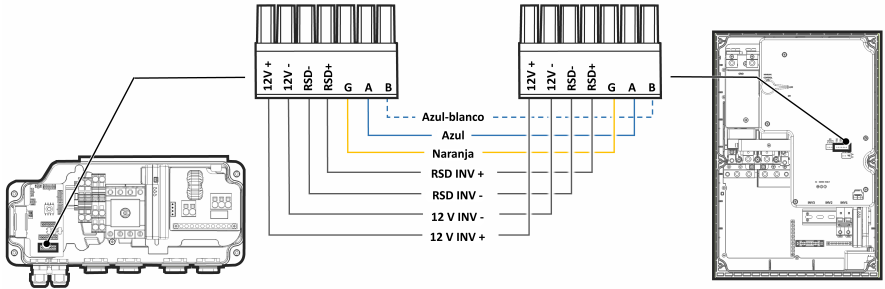 12V +
12V -
RSD-
RSD+
G
A
B
12V +
12V -
RSD-
RSD+
G
A
B
Azul-blanco
Azul
Naranja
RSD INV +
RSD INV -
12 V INV -
12 V INV +